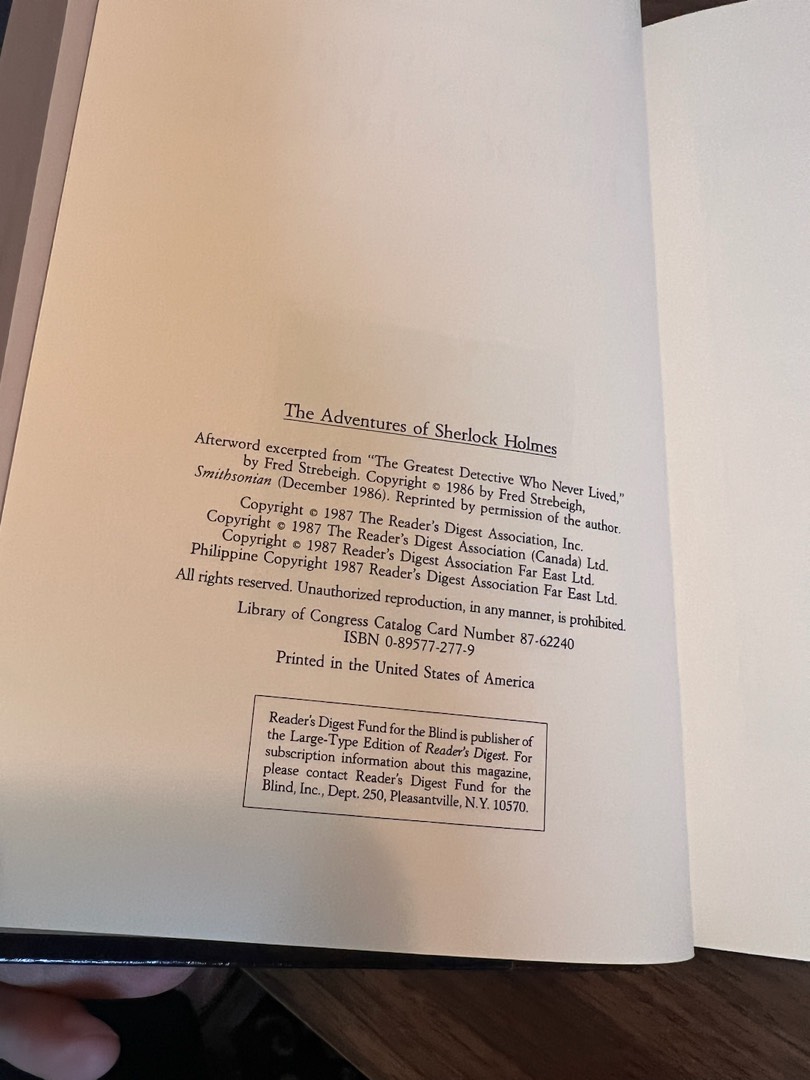 The Adventures of Sherlock Holmes
Afterword excerpted from “The Greatest Detective Who Never Lived,”
by Fred Strebeigh. Copyright © 1986 by Fred Strebeigh,
Smithsonian (December 1986). Reprinted by permission of the author.
Copyright © 1987 The Reader’s Digest Association, Inc.
Copyright © 1987 The Reader’s Digest Association (Canada) Ltd.
Copyright © 1987 Reader’s Digest Association Far East Ltd.
Philippine Copyright 1987 Reader’s Digest Association Far East Ltd.
All rights reserved. Unauthorized reproduction, in any manner, is prohibited.
Library of Congress Catalog Card Number 87-62240
ISBN 0-89577-277-9
Printed in the United States of America
Reader’s Digest Fund for the Blind is publisher of
the Large-Type Edition of Reader’s Digest. For
subscription information about this magazine,
please contact Reader’s Digest Fund for the
Blind, Inc., Dept. 250, Pleasantville, N.Y. 10570.